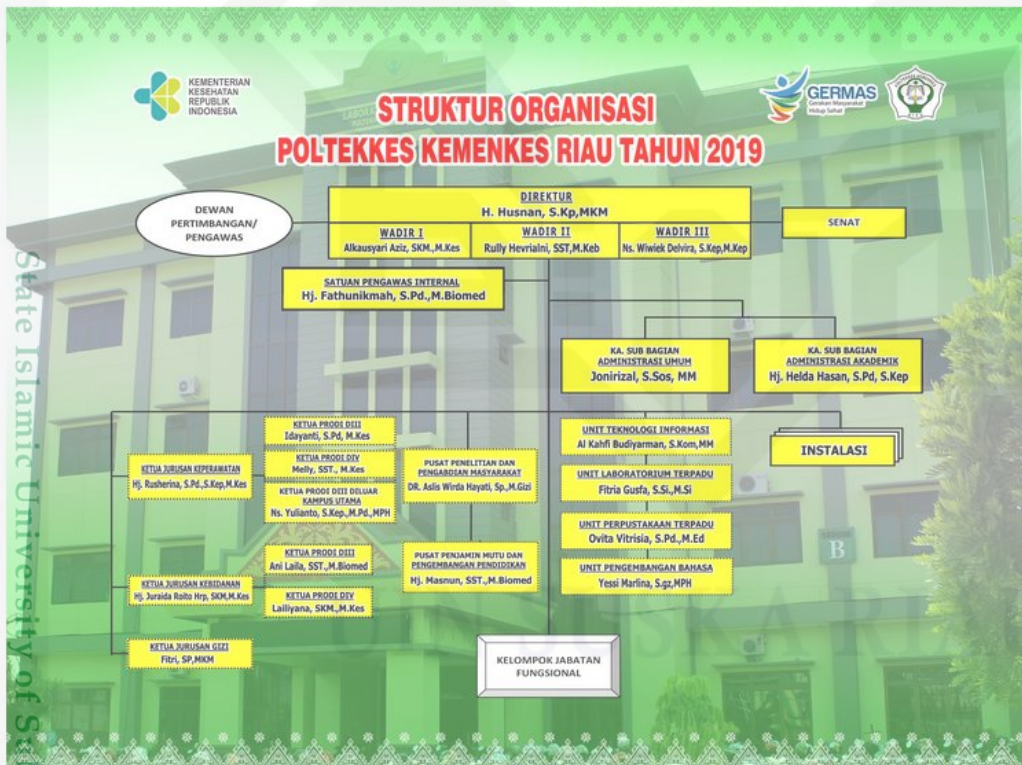 KEMENTERIAN
KESEHATAN
REPUBLIK
INDONESIA
GERMAS
Gerakan Masyarakat
Hidup Sehat
STRUKTUR ORGANISASI
POLTEKKES KEMENKES RIAU TAHUN 2019
DEWAN
PERTIMBANGAN/
PENGAWAS
DIREKTUR
H. Husnan, S.Kp,MKM
WADIR I
Alkausyari Aziz, SKM.,M.Kes
WADIR II
Rully Hevrialni, SST,M.Keb
WADIR III
Ns. Wiwiek Delvira, S.Kep,M.Kep
SENAT
SATUAN PENGAWAS INTERNAL
Hj. Fathunikmah, S.Pd.,M.Biomed
KA. SUB BAGIAN
ADMINISTRASI UMUM
Jonirizal, S.Sos, MM
KA. SUB BAGIAN
ADMINISTRASI AKADEMIK
Hj. Helda Hasan, S.Pd, S.Kep
KETUA JURUSAN KEPERAWATAN
Hj. Rusherina, S.Pd.,S.Kep,M.Kes
KETUA PRODI DIII
Idayanti, S.Pd, M.Kes
KETUA PRODI DIV
Melly, SST., M.Kes
KETUA PRODI DIII DILUAR
KAMPUS UTAMA
Ns. Yulianto, S.Kep.,M.Pd.,MPH
KETUA JURUSAN KEBIDANAN
Hj. Juraida Roito Hrp, SKM,M.Kes
KETUA PRODI DIII
Ani Laila, SST.,M.Biomed
KETUA PRODI DIV
Lailiyana, SKM.,M.Kes
KETUA JURUSAN GIZI
Fitri, SP,MKM
PUSAT PENELITIAN DAN
PENGABDIAN MASYARAKAT
DR. Aslis Wirda Hayati, Sp.,M.Gizi
PUSAT PENJAMIN MUTU DAN
PENGEMBANGAN PENDIDIKAN
Hj. Masnun, SST.,M.Biomed
UNIT TEKNOLOGI INFORMASI
Al Kahfi Budiyarman, S.Kom,MM
UNIT LABORATORIUM TERPADU
Fitria Gusfa, S.Si.,M.Si
UNIT PERPUSTAKAAN TERPADU
Ovita Vitrisia, S.Pd.,M.Ed
UNIT PENGEMBANGAN BAHASA
Yessi Marlina, S.gz,MPH
INSTALASI
KELOMPOK JABATAN
FUNGSIONAL
B
State Islamic University of